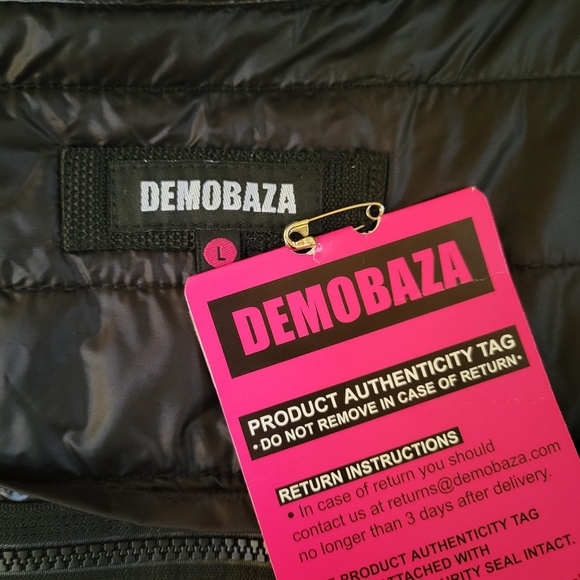 DEMOBAZA
L
DEMOBAZA
PRODUCT AUTHENTICITY TAG
•DO NOT REMOVE IN CASE OF RETURN•
RETURN INSTRUCTIONS
• In case of return you should
contact us at returns@demobaza.com
no longer than 3 days after delivery.
PRODUCT AUTHENTICITY TAG
ATTACHED WITH
SEAL INTACT.